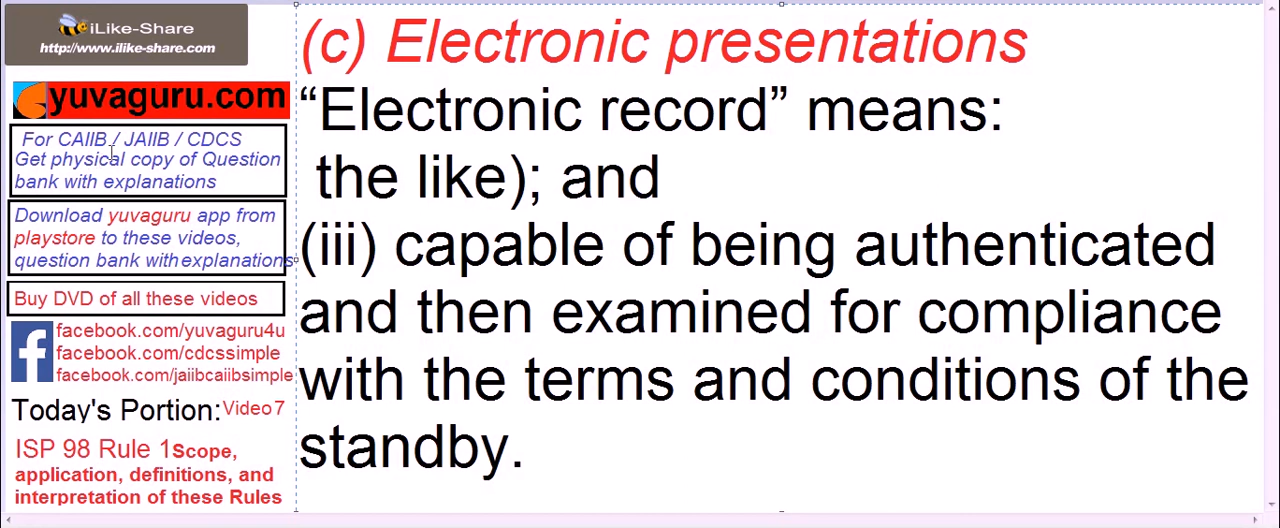 iLike-Share
http://www.ilike-share.com
yuvaguru.com
For CAIIB / JAIIB / CDCS
Get physical copy of Question
bank with explanations
Download yuvaguru app from
playstore to these videos,
question bank with explanations
Buy DVD of all these videos
facebook.com/yuvaguru4u
facebook.com/cdcssimple
facebook.com/jaiibcaiibsimple
Today's Portion: Video 7
ISP 98 Rule 1 Scope,
application, definitions, and
interpretation of these Rules
(c) Electronic presentations
“Electronic record” means:
the like); and
(iii) capable of being authenticated
and then examined for compliance
with the terms and conditions of the
standby.